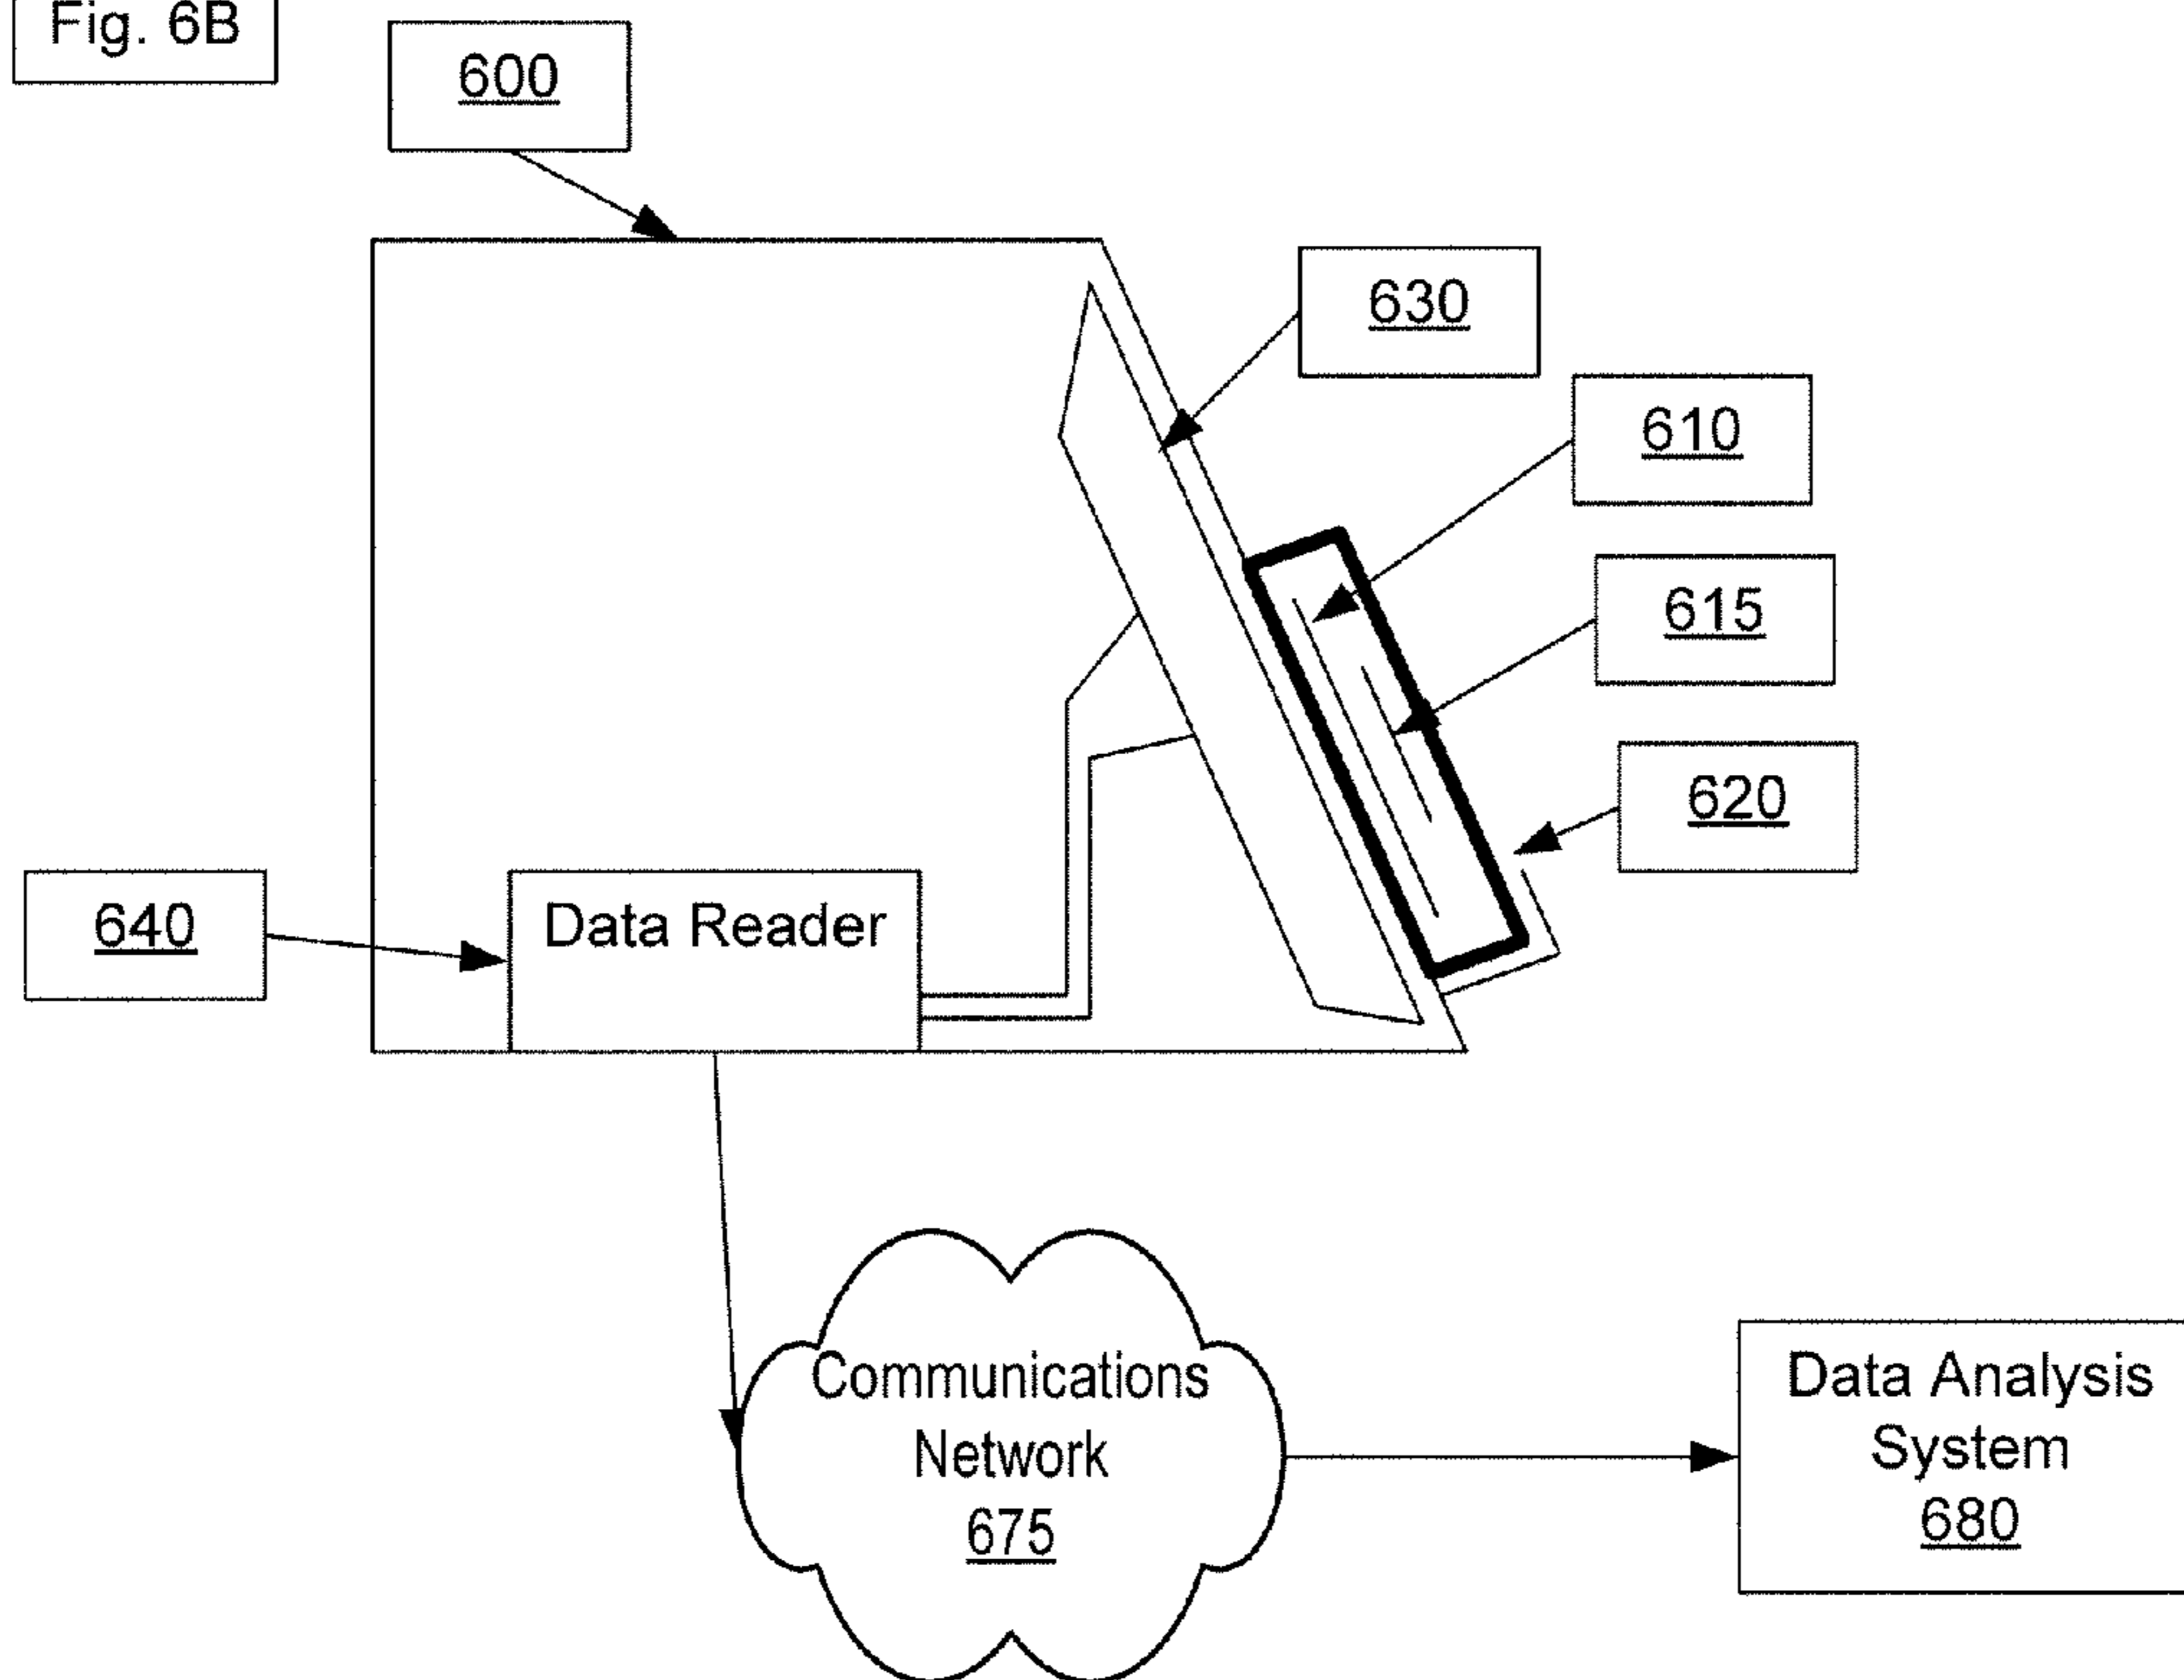 Fig. 6B
600
630
610
615
620
640
Data Reader
Communications
Network
675
Data Analysis
System
680